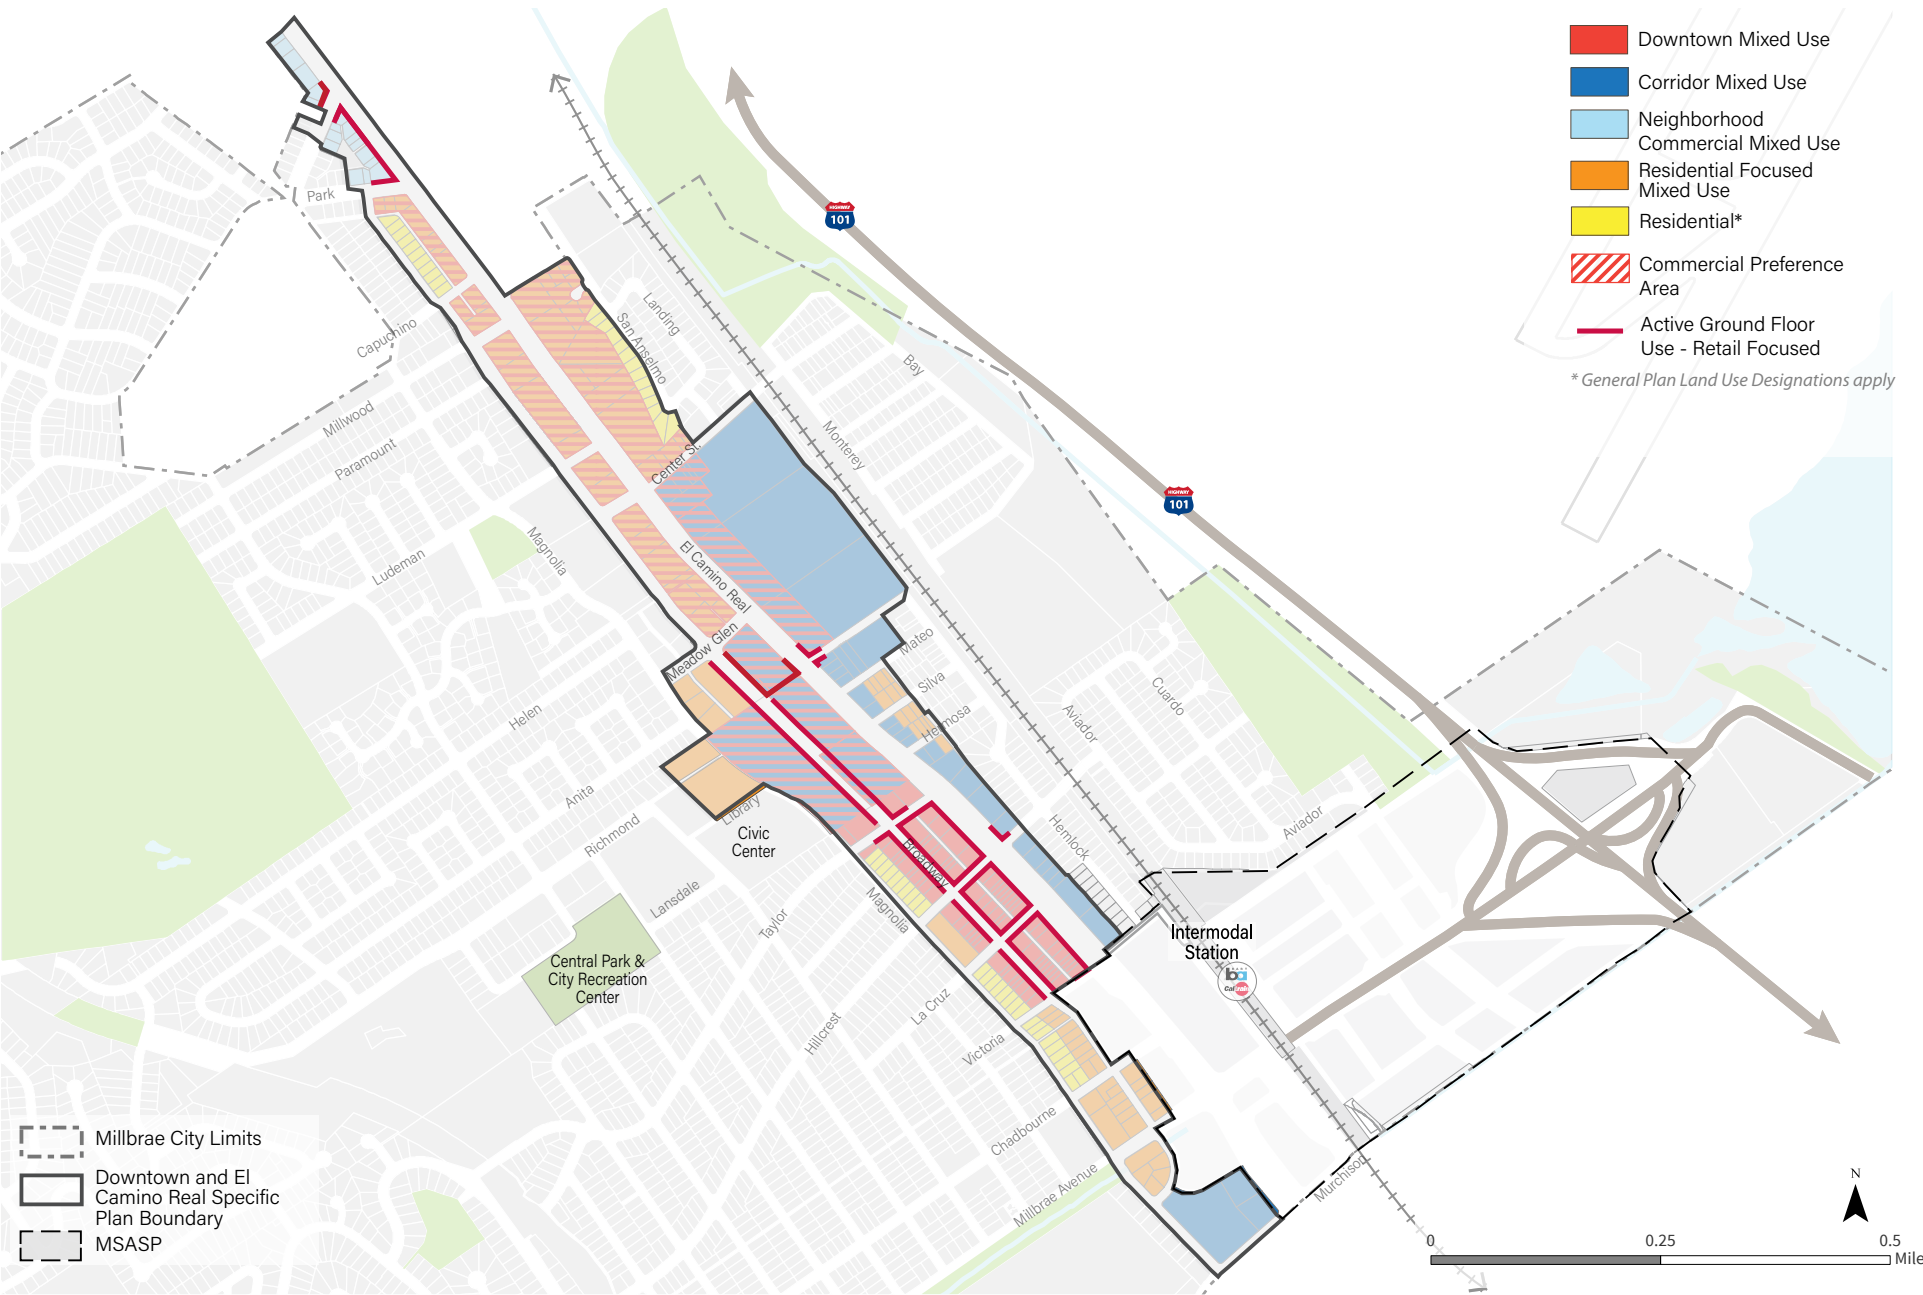 Downtown Mixed Use
Corridor Mixed Use
Neighborhood
Commercial Mixed Use
Residential Focused
Mixed Use
Residential*
Commercial Preference
Area
Active Ground Floor
Use - Retail Focused
* General Plan Land Use Designations apply
HIGHWAY
101
HIGHWAY
101
Park
Capuchino
Millwood
Paramount
Ludeman
Magnolia
Landing
San Anselmo
Bay
Monterey
Center St.
El Camino Real
Meadow Glen
Mateo
Silva
Hermosa
Helen
Anita
Richmond
Library
Civic
Center
Lansdale
Taylor
Broadway
Magnolia
Hemlock
Aviador
Cuardo
Aviador
Intermodal
Station
ba
Caltrain
Central Park &
City Recreation
Center
Hillcrest
La Cruz
Victoria
Chadbourne
Millbrae Avenue
Murchison
Millbrae City Limits
Downtown and El
Camino Real Specific
Plan Boundary
MSASP
N
0 0.25 0.5
Mile